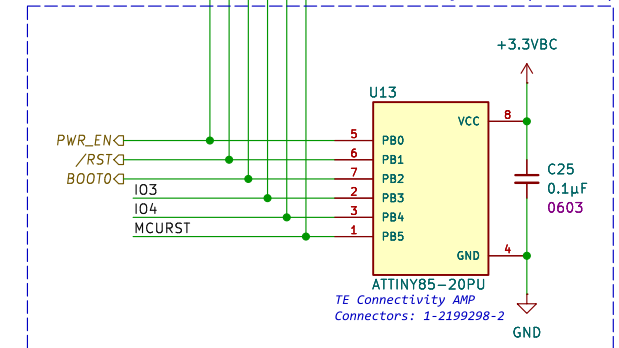 +3.3VBC
U13
VCC 8
PWR_EN 5 PB0
/RST 6 PB1
BOOT0 7 PB2
IO3 2 PB3
IO4 3 PB4
MCURST 1 PB5
C25
0.1µF
0603
GND 4
ATTINY85-20PU
TE Connectivity AMP
Connectors: 1-2199298-2
GND